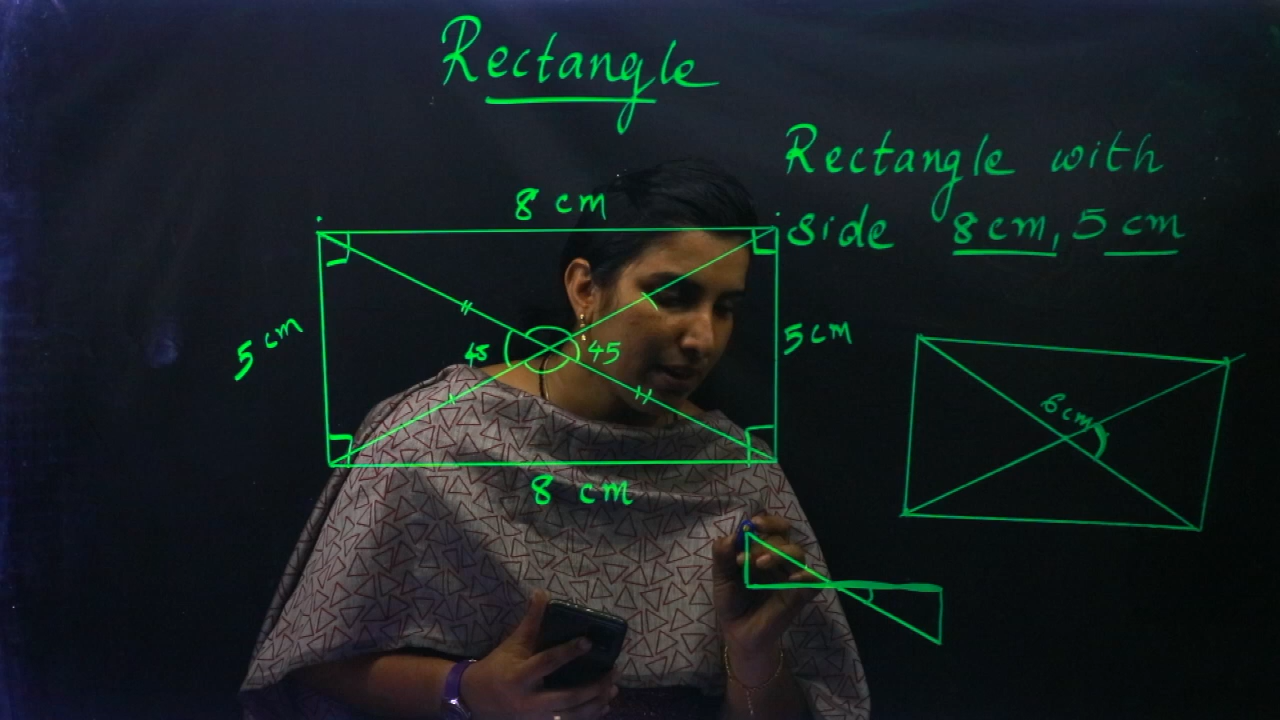 Rectangle
Rectangle with
side 8 cm, 5 cm
8 cm
5 cm
45
45
5 cm
8 cm
6 cm